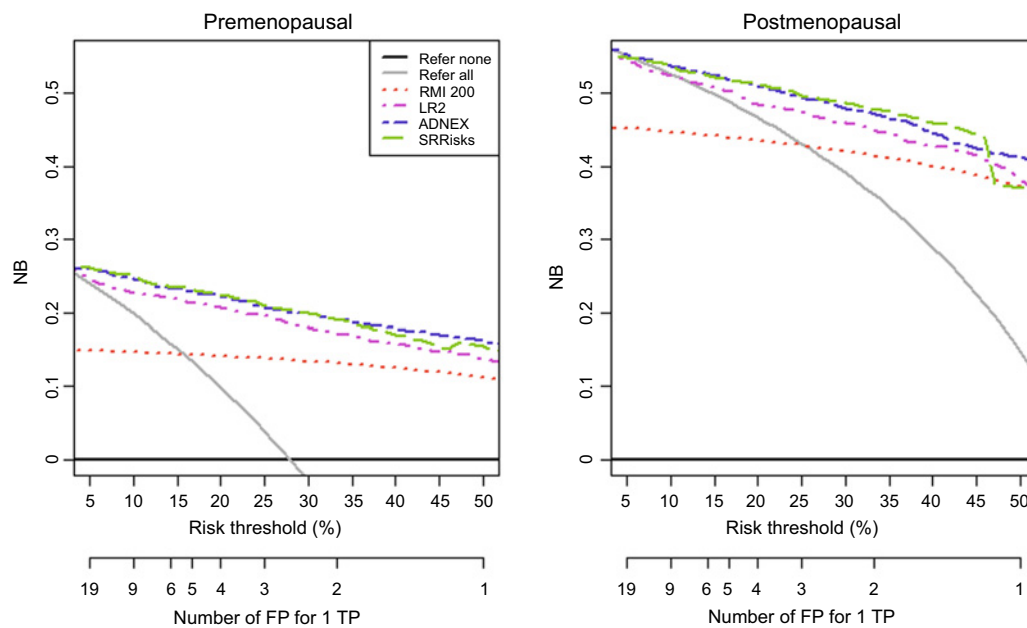 Premenopausal
Postmenopausal
Refer none
Refer all
RMI 200
LR2
ADNEX
SRRisks
NB
0.5
0.4
0.3
0.2
0.1
0
5 10 15 20 25 30 35 40 45 50
Risk threshold (%)
19 9 6 5 4 3 2 1
Number of FP for 1 TP
NB
0.5
0.4
0.3
0.2
0.1
0
5 10 15 20 25 30 35 40 45 50
Risk threshold (%)
19 9 6 5 4 3 2 1
Number of FP for 1 TP